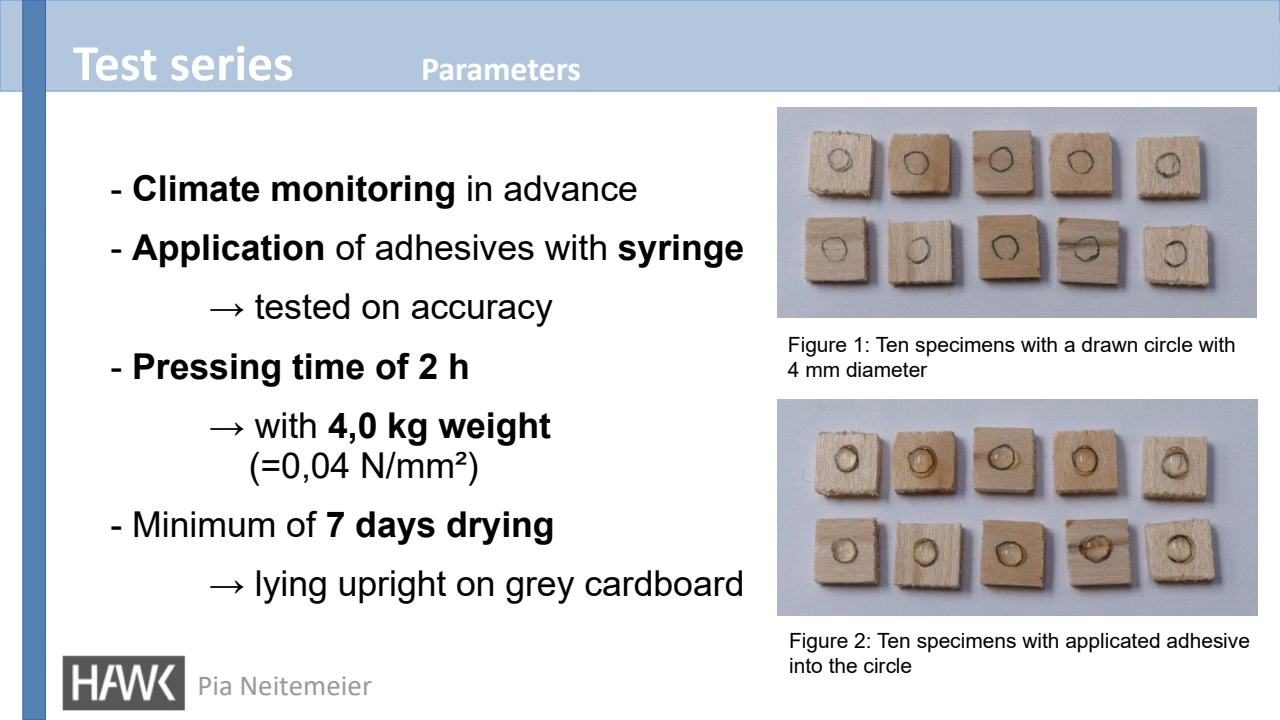 Test series Parameters
- Climate monitoring in advance
- Application of adhesives with syringe
→ tested on accuracy
- Pressing time of 2 h
→ with 4,0 kg weight
(=0,04 N/mm²)
- Minimum of 7 days drying
→ lying upright on grey cardboard
Figure 1: Ten specimens with a drawn circle with
4 mm diameter
Figure 2: Ten specimens with applicated adhesive
into the circle
HAWK Pia Neitemeier